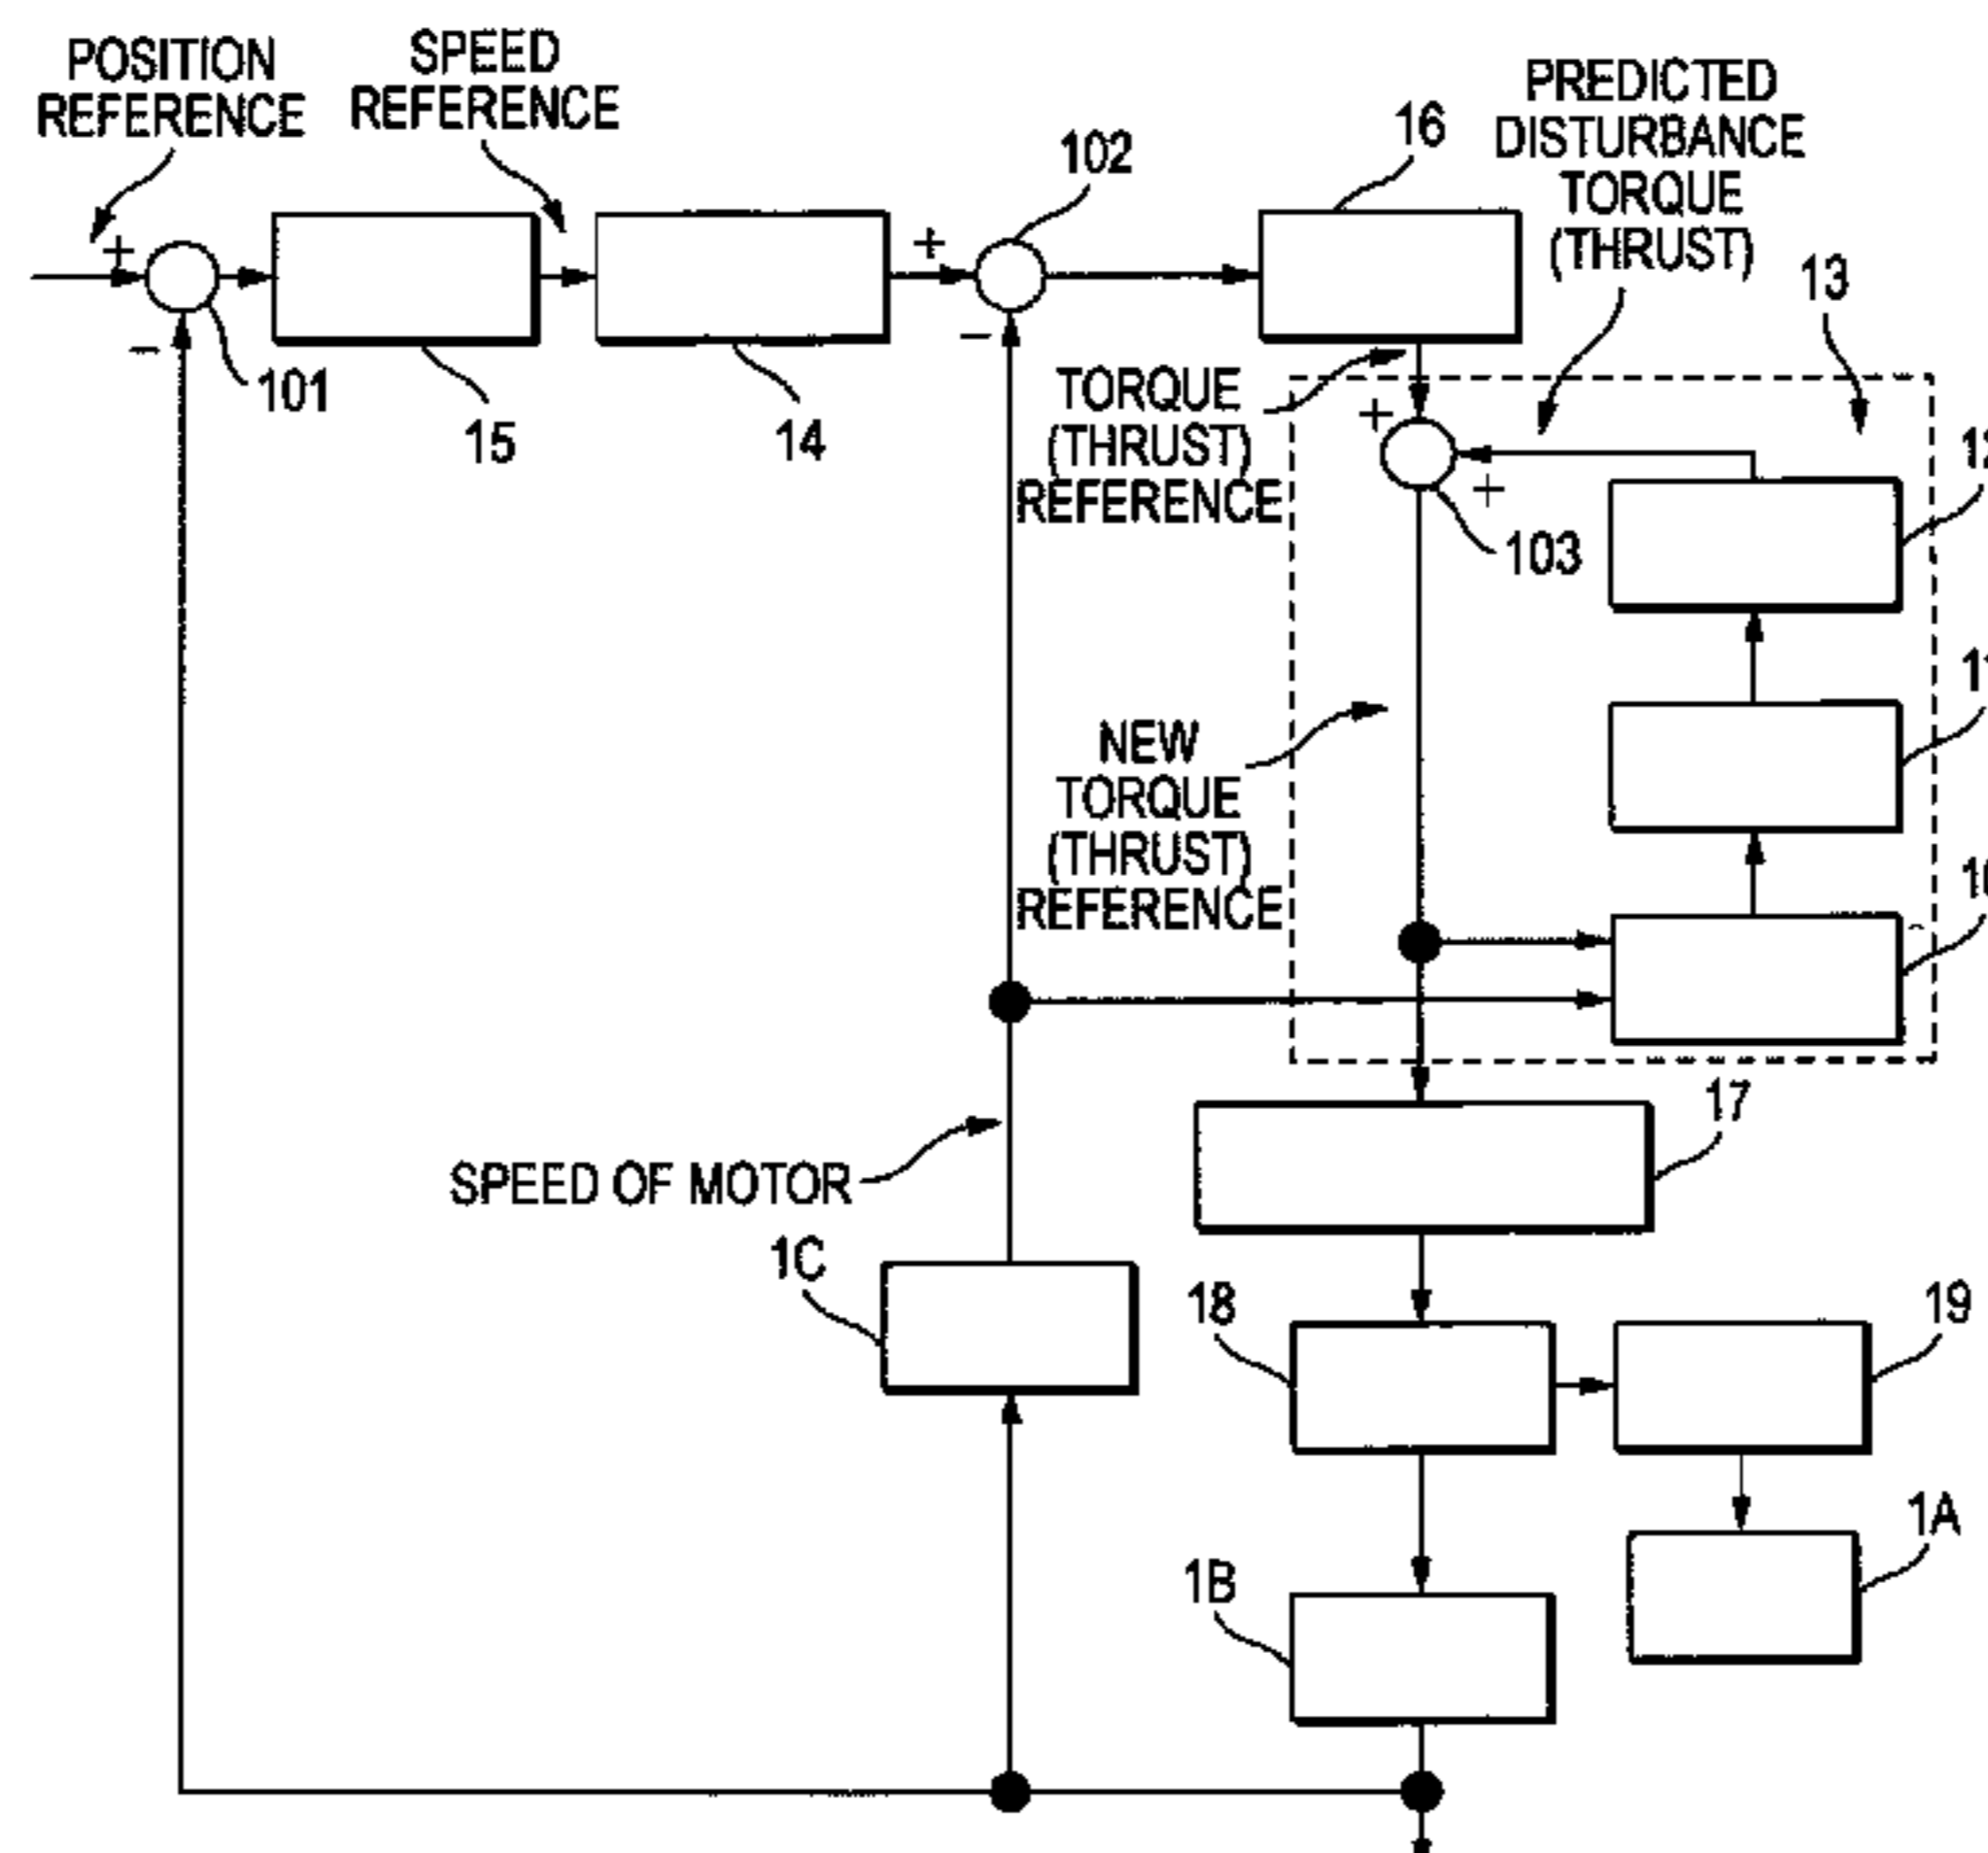 POSITION
REFERENCE
SPEED
REFERENCE
102
16
PREDICTED
DISTURBANCE
TORQUE
(THRUST)
13
+
+
−
101
15
14
−
TORQUE
(THRUST)
REFERENCE
+
+
103
NEW
TORQUE
(THRUST)
REFERENCE
17
SPEED OF MOTOR
1C
18
19
1A
1B